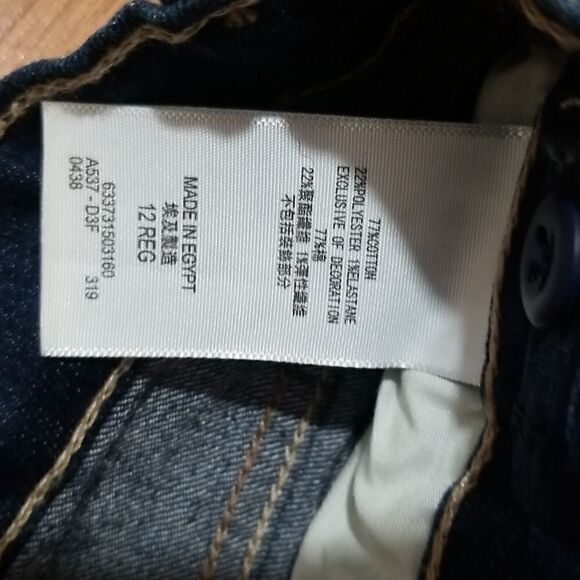 77%COTTON
22%POLYESTER 1%ELASTANE
EXCLUSIVE OF DECORATION
77%棉
22%聚酯纖維 1%彈性纖維
不包括裝飾部分
MADE IN EGYPT
埃及製造
12 REG
633731503160 319
A537 - D3F
0438